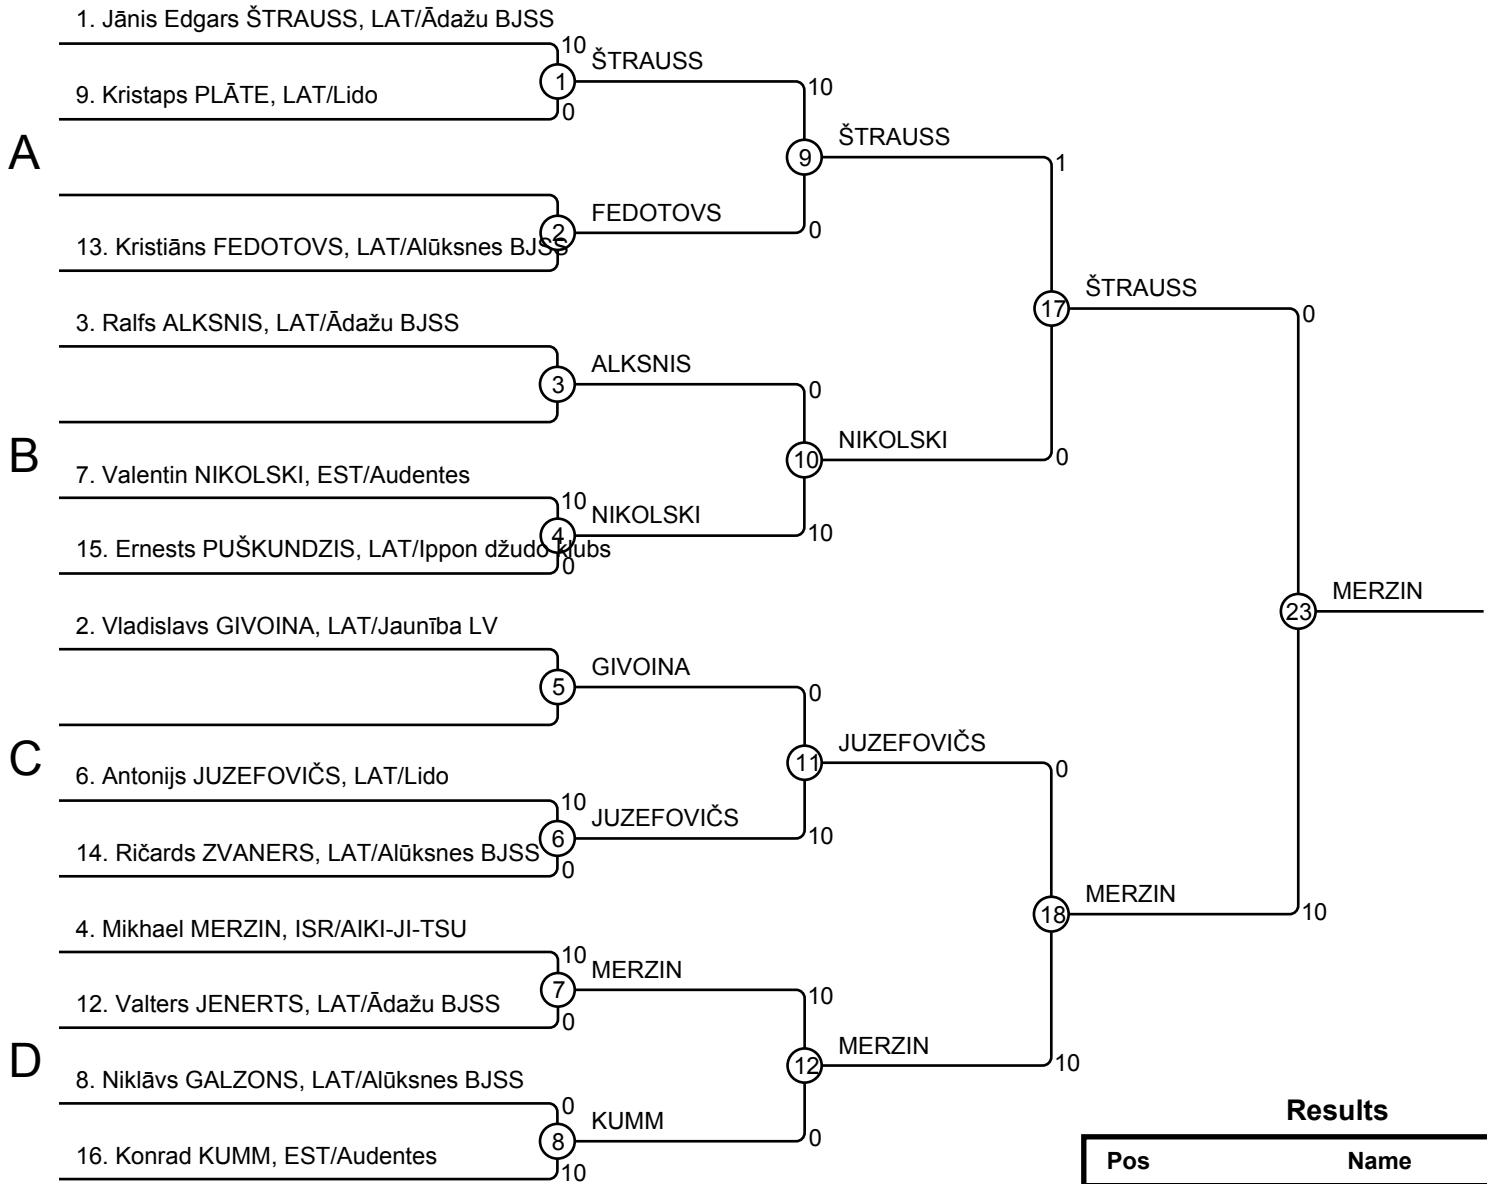 1. Jānis Edgars ŠTRAUSS, LAT/Ādažu BJSS
10
ŠTRAUSS
1
10
9. Kristaps PLĀTE, LAT/Lido
0
A
ŠTRAUSS
9
1
FEDOTOVS
2
0
13. Kristiāns FEDOTOVS, LAT/Alūksnes BJSS
3. Ralfs ALKSNIS, LAT/Ādažu BJSS
ŠTRAUSS
17
0
ALKSNIS
3
0
B
NIKOLSKI
10
0
7. Valentin NIKOLSKI, EST/Audentes
10
NIKOLSKI
4
10
15. Ernests PUŠKUNDZIS, LAT/Ippon džudo klubs
0
MERZIN
23
2. Vladislavs GIVOINA, LAT/Jaunība LV
GIVOINA
5
0
C
JUZEFOVIČS
11
0
6. Antonijs JUZEFOVIČS, LAT/Lido
10
JUZEFOVIČS
6
10
14. Ričards ZVANERS, LAT/Alūksnes BJSS
0
MERZIN
18
10
4. Mikhael MERZIN, ISR/AIKI-JI-TSU
10
MERZIN
7
10
12. Valters JENERTS, LAT/Ādažu BJSS
0
D
MERZIN
12
10
8. Niklāvs GALZONS, LAT/Alūksnes BJSS
0
KUMM
8
0
16. Konrad KUMM, EST/Audentes
10
Results
Pos Name